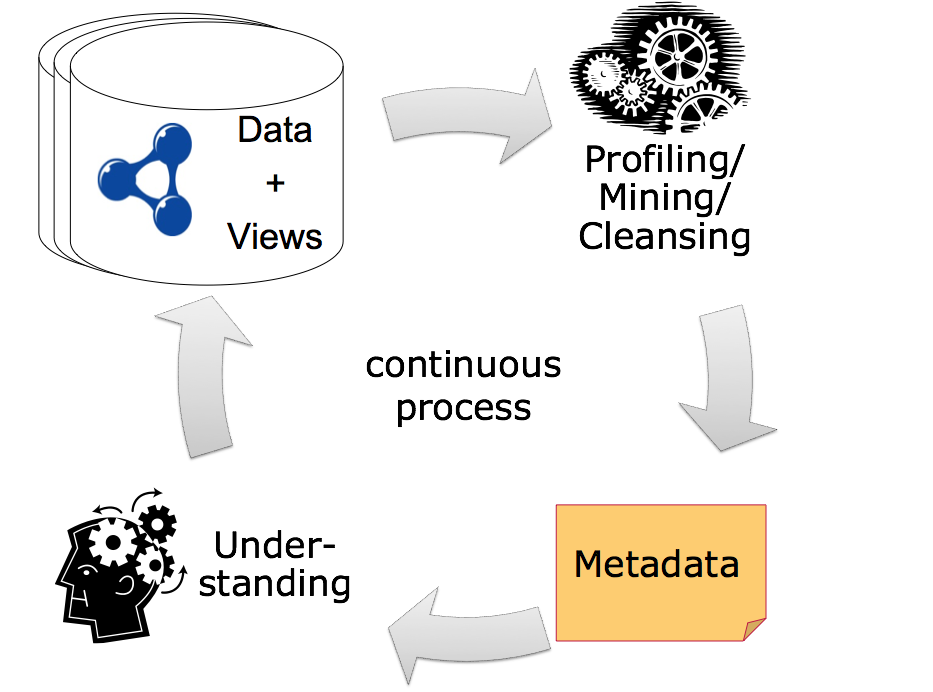 Data
+
Views
Profiling/
Mining/
Cleansing
continuous
process
Under-
standing
Metadata